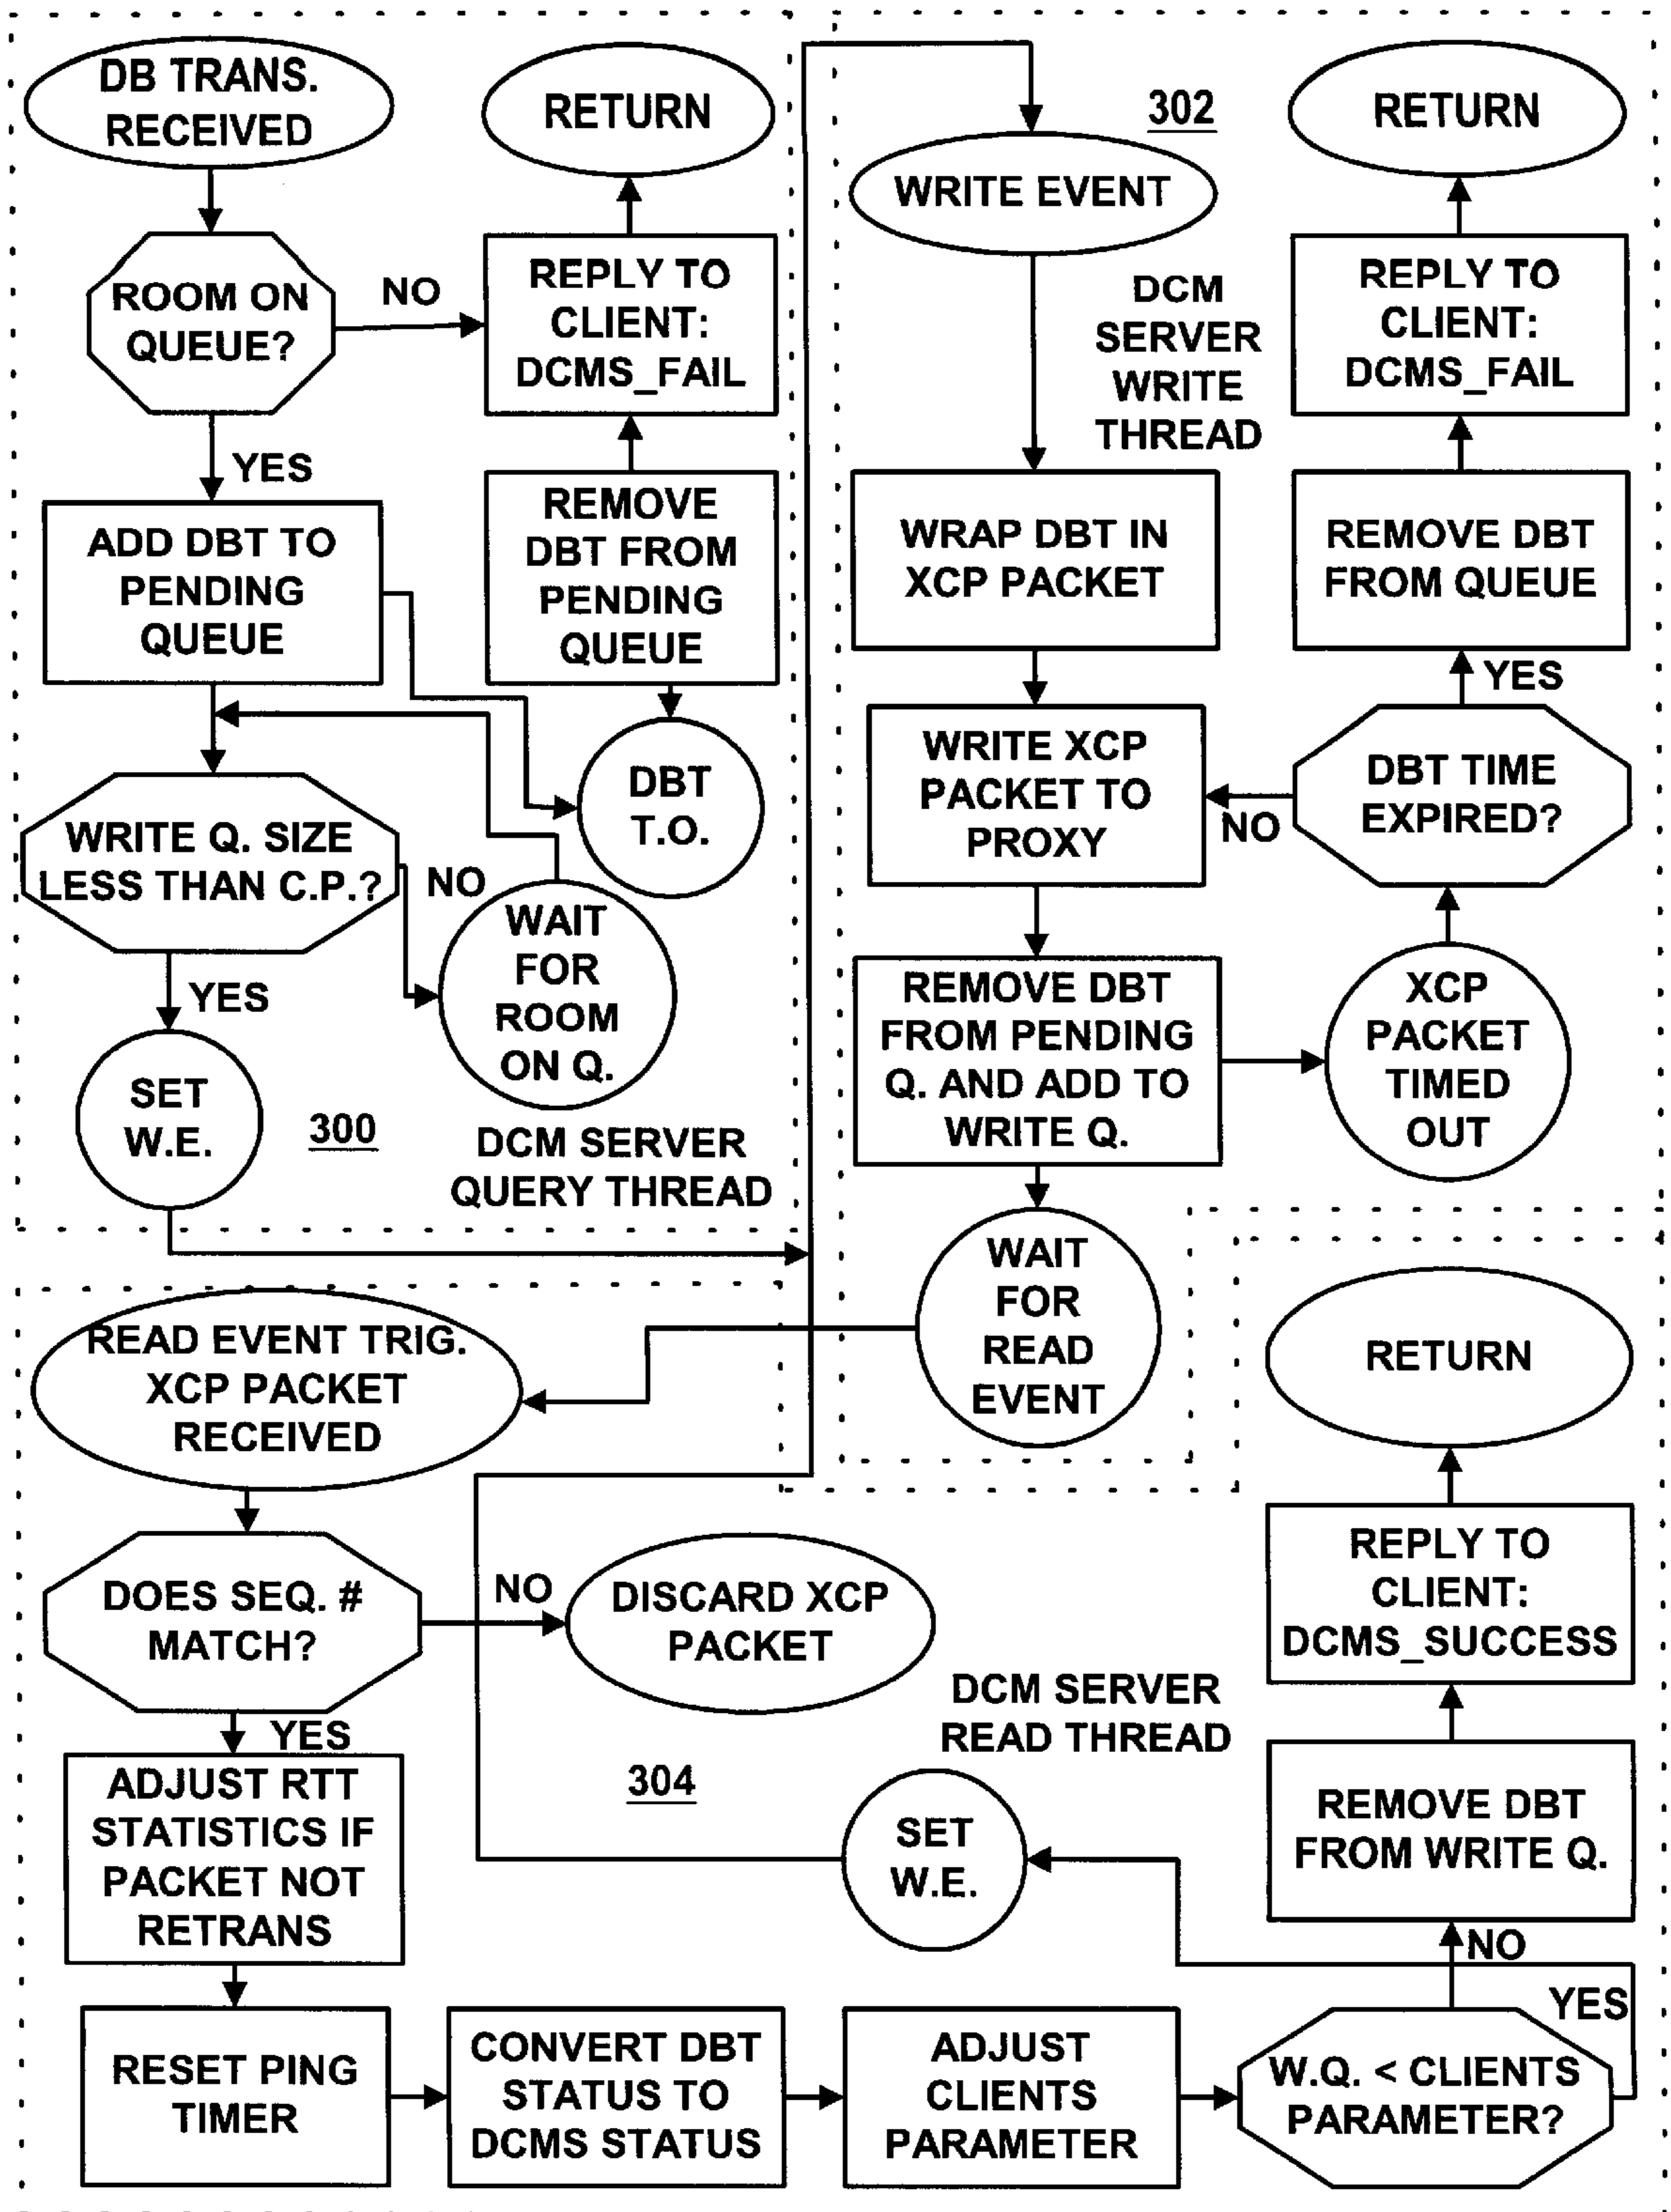 DB TRANS.
RECEIVED
RETURN
ROOM ON
QUEUE?
NO
REPLY TO
CLIENT:
DCMS_FAIL
YES
ADD DBT TO
PENDING
QUEUE
REMOVE
DBT FROM
PENDING
QUEUE
DBT
T.O.
WRITE Q. SIZE
LESS THAN C.P.?
NO
WAIT
FOR
ROOM
ON Q.
YES
SET
W.E.
300
DCM SERVER
QUERY THREAD
302
WRITE EVENT
RETURN
DCM
SERVER
WRITE
THREAD
REPLY TO
CLIENT:
DCMS_FAIL
WRAP DBT IN
XCP PACKET
REMOVE DBT
FROM QUEUE
YES
WRITE XCP
PACKET TO
PROXY
NO
DBT TIME
EXPIRED?
REMOVE DBT
FROM PENDING
Q. AND ADD TO
WRITE Q.
XCP
PACKET
TIMED
OUT
WAIT
FOR
READ
EVENT
READ EVENT TRIG.
XCP PACKET
RECEIVED
RETURN
DOES SEQ. #
MATCH?
NO
DISCARD XCP
PACKET
REPLY TO
CLIENT:
DCMS_SUCCESS
YES
DCM SERVER
READ THREAD
304
ADJUST RTT
STATISTICS IF
PACKET NOT
RETRANS
SET
W.E.
REMOVE DBT
FROM WRITE Q.
NO
YES
RESET PING
TIMER
CONVERT DBT
STATUS TO
DCMS STATUS
ADJUST
CLIENTS
PARAMETER
W.Q. < CLIENTS
PARAMETER?